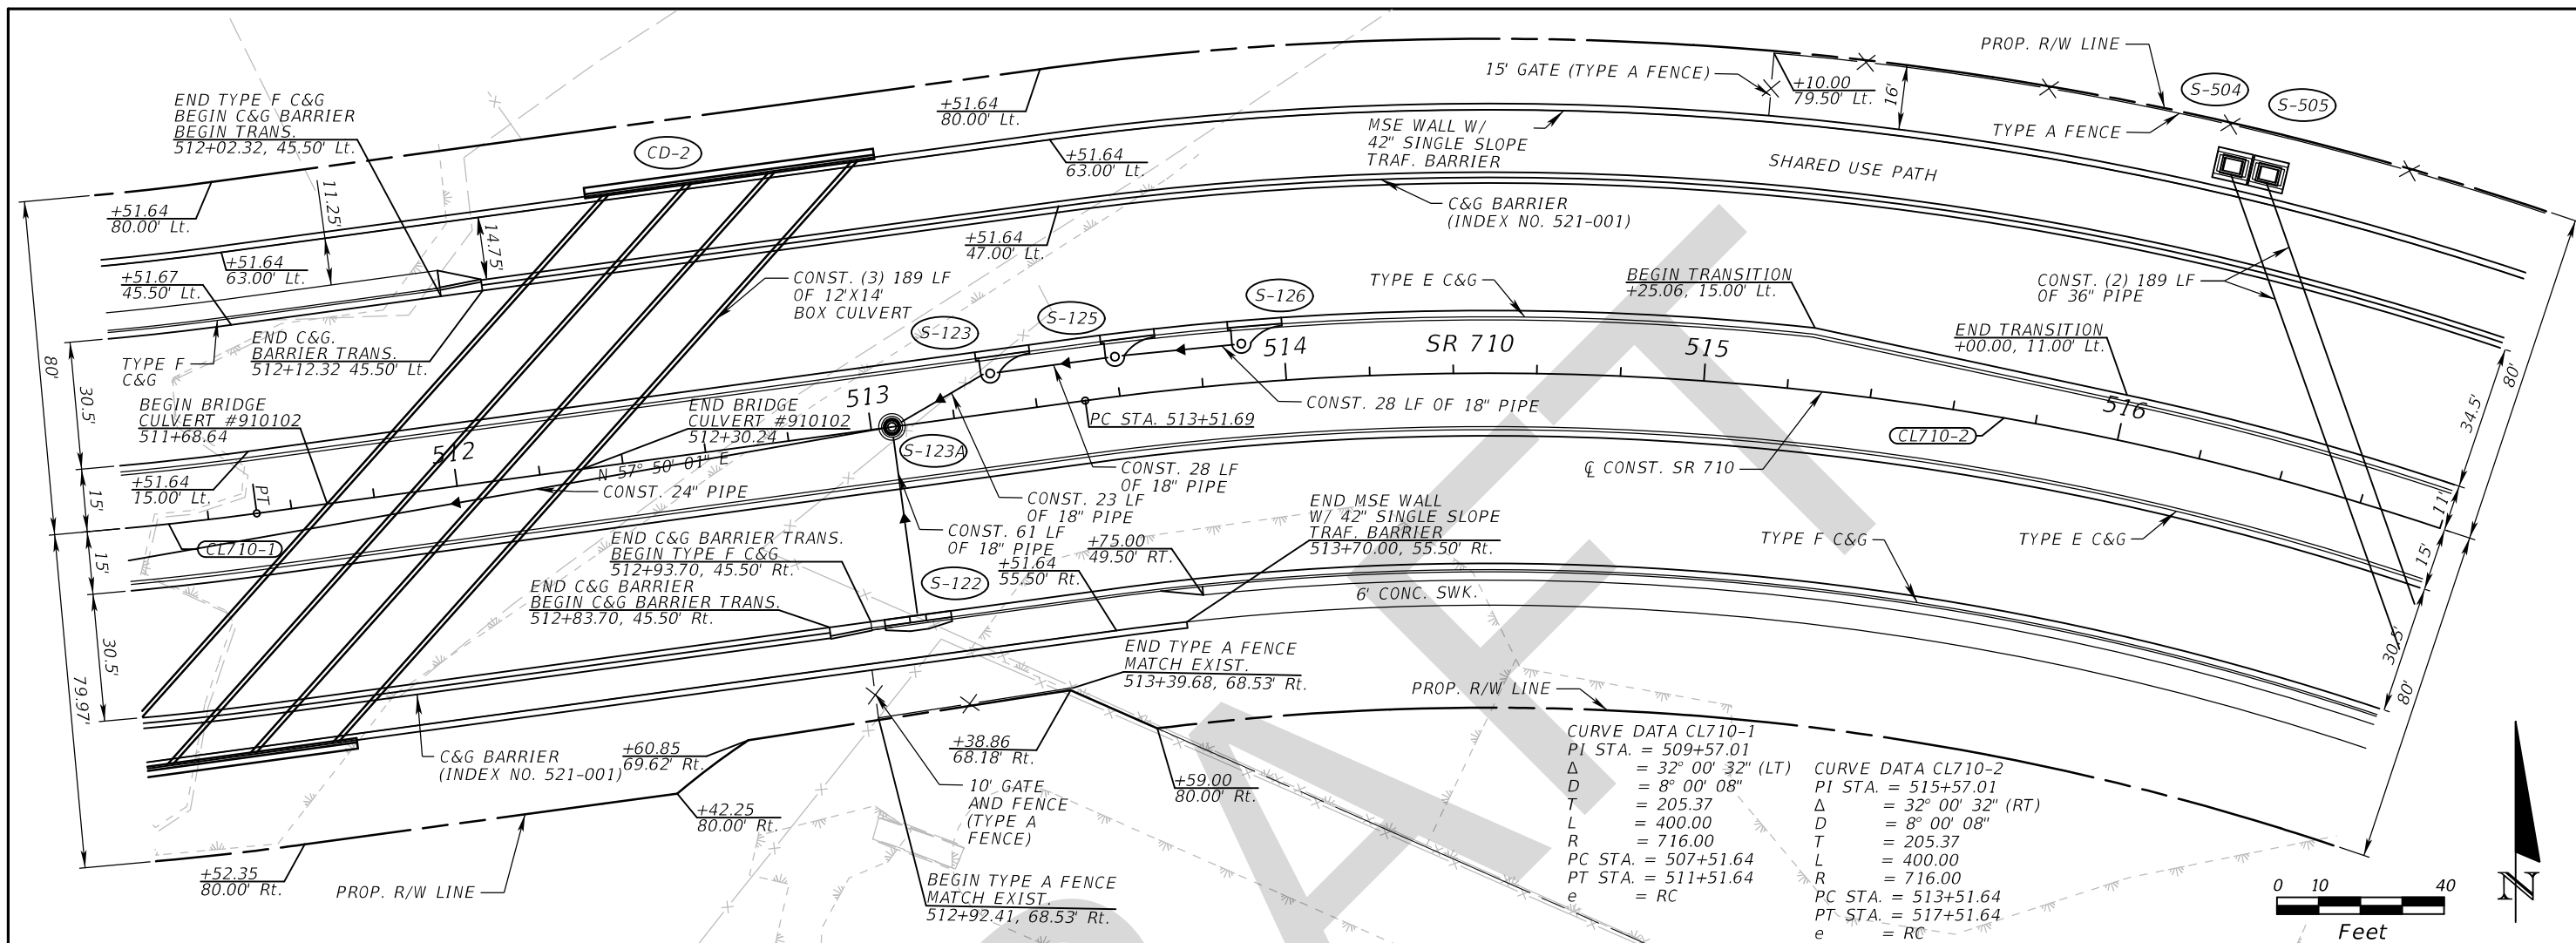 PROP. R/W LINE
15' GATE (TYPE A FENCE)
+10.00
79.50' Lt.
16'
S-504
S-505
TYPE A FENCE
END TYPE F C&G
BEGIN C&G BARRIER
BEGIN TRANS.
512+02.32, 45.50' Lt.
CD-2
+51.64
80.00' Lt.
MSE WALL W/
42" SINGLE SLOPE
TRAF. BARRIER
SHARED USE PATH
+51.64
63.00' Lt.
11.25'
14.75'
+51.64
80.00' Lt.
+51.64
63.00' Lt.
+51.67
45.50' Lt.
+51.64
47.00' Lt.
C&G BARRIER
(INDEX NO. 521-001)
CONST. (3) 189 LF
OF 12'X14'
BOX CULVERT
TYPE E C&G
BEGIN TRANSITION
+25.06, 15.00' Lt.
CONST. (2) 189 LF
OF 36" PIPE
S-123
S-125
S-126
END C&G.
BARRIER TRANS.
512+12.32 45.50' Lt.
TYPE F
C&G
END TRANSITION
+00.00, 11.00' Lt.
80'
30.5'
15'
15'
30.5'
79.97'
BEGIN BRIDGE
CULVERT #910102
511+68.64
END BRIDGE
CULVERT #910102
512+30.24
512
513
514
SR 710
515
516
CONST. 28 LF OF 18" PIPE
PC STA. 513+51.69
CL710-2
N 57° 50' 01" E
S-123A
+51.64
15.00' Lt.
PT
CONST. 24" PIPE
CONST. 28 LF
OF 18" PIPE
CONST. 23 LF
OF 18" PIPE
CONST. 61 LF
OF 18" PIPE
℄ CONST. SR 710
CL710-1
END MSE WALL
W/ 42" SINGLE SLOPE
TRAF. BARRIER
513+70.00, 55.50' Rt.
END C&G BARRIER TRANS.
BEGIN TYPE F C&G
512+93.70, 45.50' Rt.
+75.00
49.50' RT.
+51.64
55.50' Rt.
TYPE F C&G
TYPE E C&G
END C&G BARRIER
BEGIN C&G BARRIER TRANS.
512+83.70, 45.50' Rt.
S-122
6' CONC. SWK.
80'
34.5'
11'
15'
30.5'
80'
END TYPE A FENCE
MATCH EXIST.
513+39.68, 68.53' Rt.
PROP. R/W LINE
C&G BARRIER
(INDEX NO. 521-001)
+60.85
69.62' Rt.
+38.86
68.18' Rt.
+59.00
80.00' Rt.
10' GATE
AND FENCE
(TYPE A
FENCE)
+42.25
80.00' Rt.
+52.35
80.00' Rt.
PROP. R/W LINE
BEGIN TYPE A FENCE
MATCH EXIST.
512+92.41, 68.53' Rt.
CURVE DATA CL710-1
PI STA. = 509+57.01
Δ = 32° 00' 32" (LT)
D = 8° 00' 08"
T = 205.37
L = 400.00
R = 716.00
PC STA. = 507+51.64
PT STA. = 511+51.64
e = RC
CURVE DATA CL710-2
PI STA. = 515+57.01
Δ = 32° 00' 32" (RT)
D = 8° 00' 08"
T = 205.37
L = 400.00
R = 716.00
PC STA. = 513+51.64
PT STA. = 517+51.64
e = RC
0 10 40
Feet
N